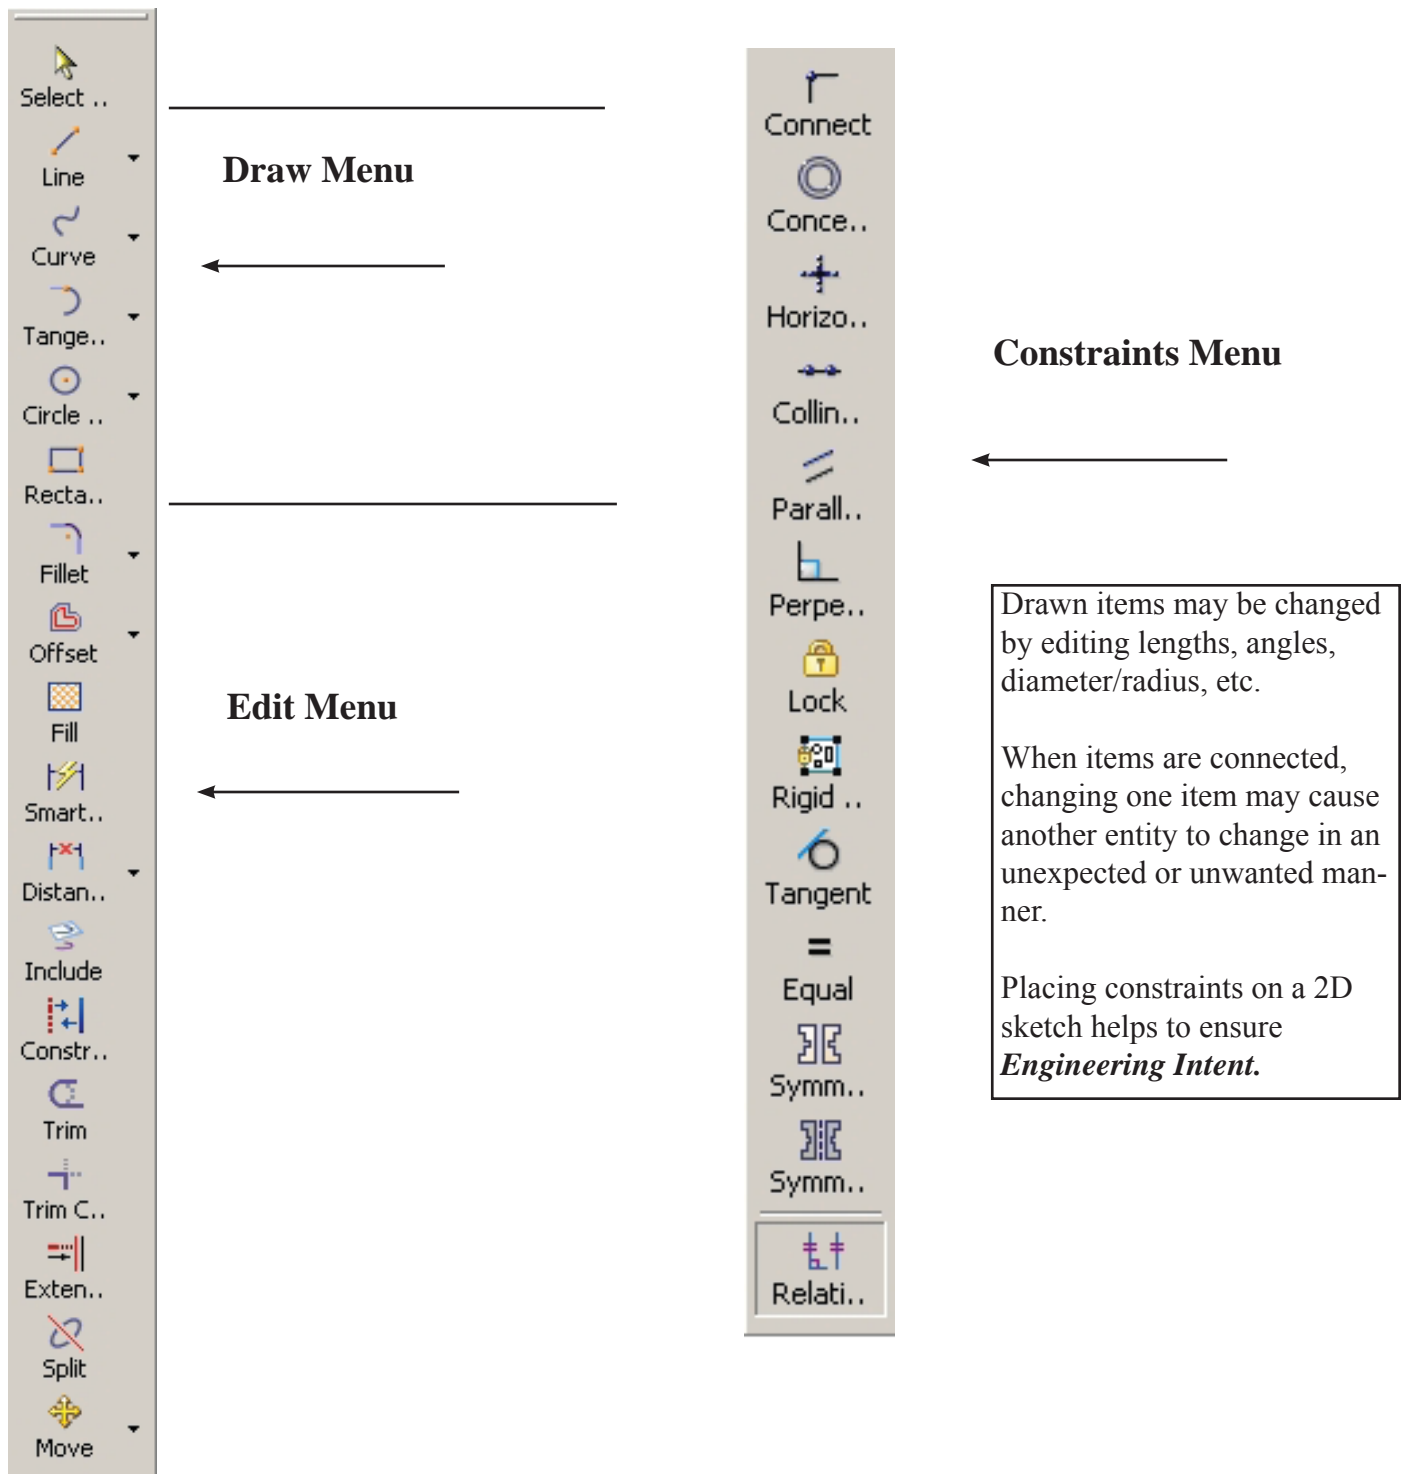 Select ..
Line
Curve
Tange..
Circle ..
Recta..
Fillet
Offset
Fill
Smart..
Distan..
Include
Constr..
Trim
Trim C..
Exten..
Split
Move
Draw Menu
Edit Menu
Connect
Conce..
Horizo..
Collin..
Parall..
Perpe..
Lock
Rigid ..
Tangent
Equal
Symm..
Symm..
Relati..
Constraints Menu
Drawn items may be changed
by editing lengths, angles,
diameter/radius, etc.
When items are connected,
changing one item may cause
another entity to change in an
unexpected or unwanted man-
ner.
Placing constraints on a 2D
sketch helps to ensure
Engineering Intent.